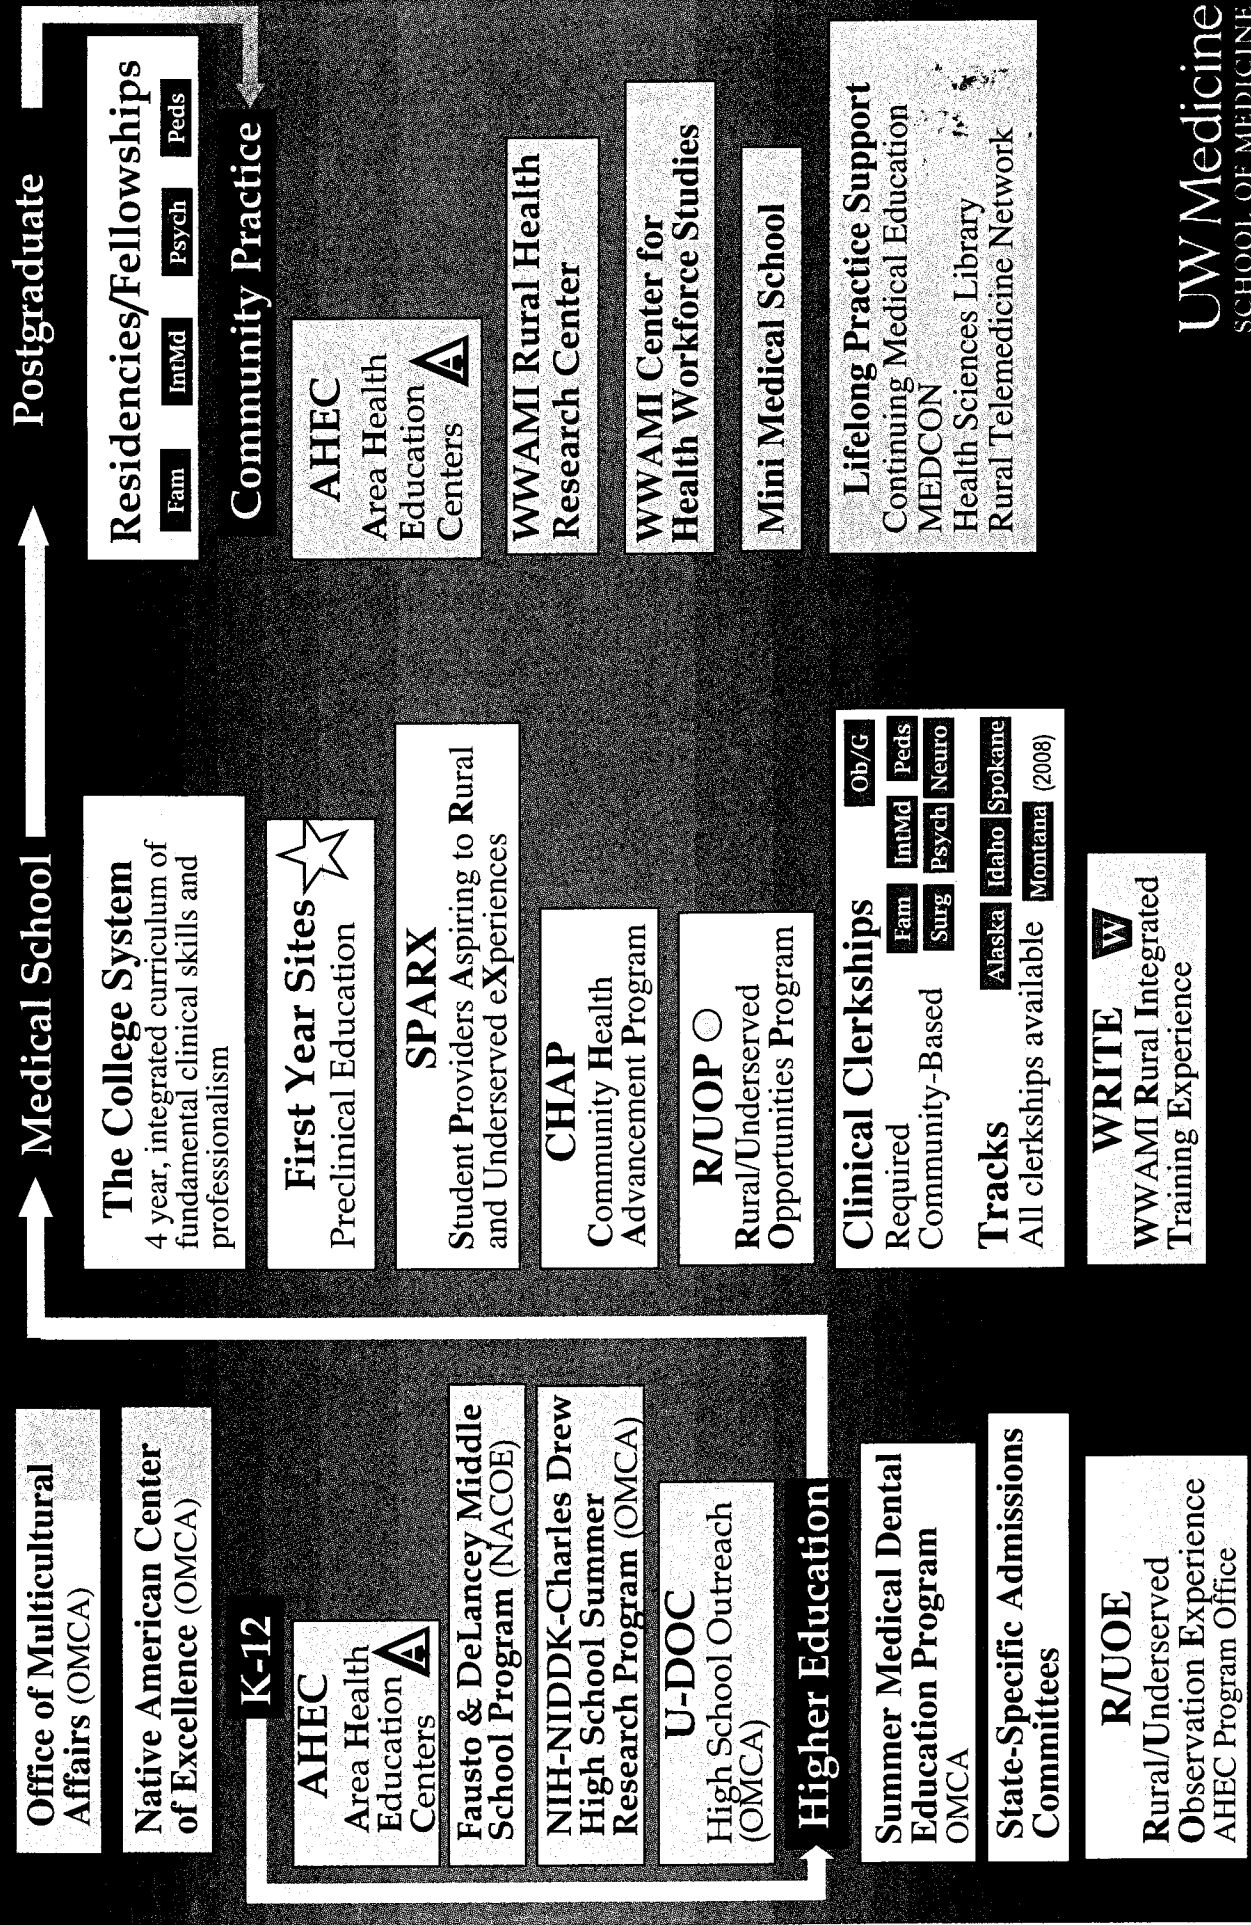 Office of Multicultural
Affairs (OMCA)
Native American Center
of Excellence (OMCA)
K-12
AHEC
Area Health
Education
Centers
A
Fausto & DeLancey Middle
School Program (NACOE)
NIH-NIDDK-Charles Drew
High School Summer
Research Program (OMCA)
U-DOC
High School Outreach
(OMCA)
Higher Education
Summer Medical Dental
Education Program
OMCA
State-Specific Admissions
Committees
R/UOE
Rural/Underserved
Observation Experience
AHEC Program Office
Medical School
The College System
4 year, integrated curriculum of
fundamental clinical skills and
professionalism
First Year Sites
Preclinical Education
SPARX
Student Providers Aspiring to Rural
and Underserved eXperiences
CHAP
Community Health
Advancement Program
R/UOP
Rural/Underserved
Opportunities Program
Clinical Clerkships Ob/G
Required Fam IntMd Peds
Community-Based Surg Psych Neuro
Tracks Alaska Idaho Spokane
All clerkships available Montana (2008)
WRITE W
WWAMI Rural Integrated
Training Experience
Postgraduate
Residencies/Fellowships
Fam IntMd Psych Peds
Community Practice
AHEC
Area Health
Education
Centers
A
WWAMI Rural Health
Research Center
WWAMI Center for
Health Workforce Studies
Mini Medical School
Lifelong Practice Support
Continuing Medical Education
MEDCON
Health Sciences Library
Rural Telemedicine Network
UW Medicine
SCHOOL OF MEDICINE